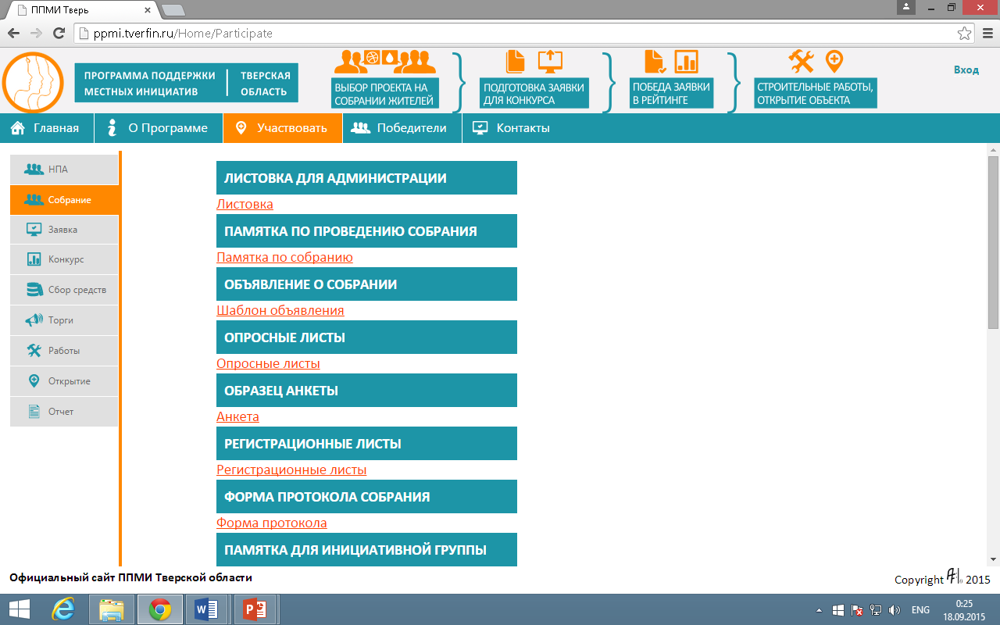 ППМИ Тверь
ppmi.tverfin.ru/Home/Participate
ПРОГРАММА ПОДДЕРЖКИ
МЕСТНЫХ ИНИЦИАТИВ
ТВЕРСКАЯ
ОБЛАСТЬ
ВЫБОР ПРОЕКТА НА
СОБРАНИИ ЖИТЕЛЕЙ
ПОДГОТОВКА ЗАЯВКИ
ДЛЯ КОНКУРСА
ПОБЕДА ЗАЯВКИ
В РЕЙТИНГЕ
СТРОИТЕЛЬНЫЕ РАБОТЫ,
ОТКРЫТИЕ ОБЪЕКТА
Вход
Главная
О Программе
Участвовать
Победители
Контакты
НПА
Собрание
Заявка
Конкурс
Сбор средств
Торги
Работы
Открытие
Отчет
ЛИСТОВКА ДЛЯ АДМИНИСТРАЦИИ
Листовка
ПАМЯТКА ПО ПРОВЕДЕНИЮ СОБРАНИЯ
Памятка по собранию
ОБЪЯВЛЕНИЕ О СОБРАНИИ
Шаблон объявления
ОПРОСНЫЕ ЛИСТЫ
Опросные листы
ОБРАЗЕЦ АНКЕТЫ
Анкета
РЕГИСТРАЦИОННЫЕ ЛИСТЫ
Регистрационные листы
ФОРМА ПРОТОКОЛА СОБРАНИЯ
Форма протокола
ПАМЯТКА ДЛЯ ИНИЦИАТИВНОЙ ГРУППЫ
Официальный сайт ППМИ Тверской области
Copyright 2015
ENG
0:25
18.09.2015